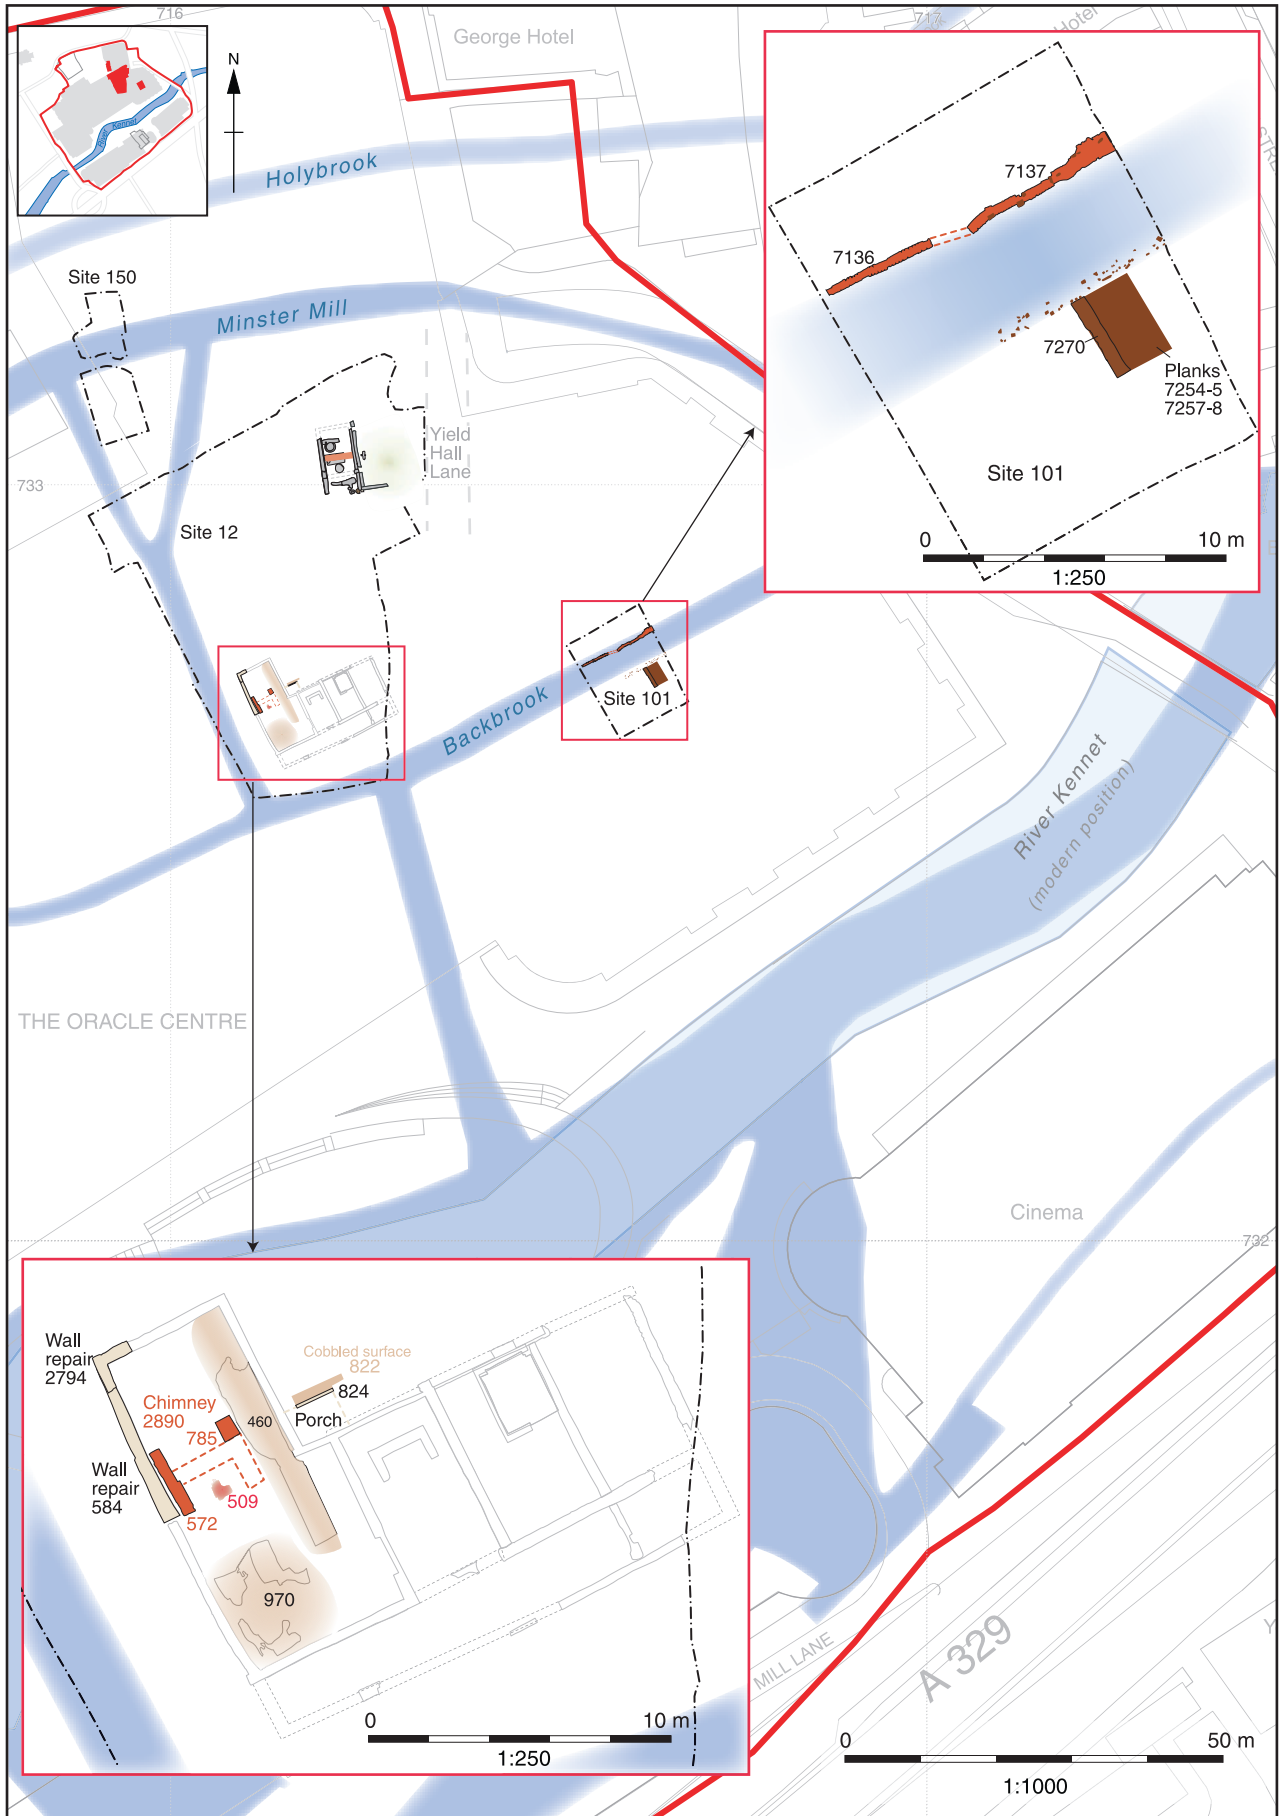 716
717
George Hotel
Hotel
N
River Kennet
Holybrook
Site 150
Minster Mill
Yield
Hall
Lane
733
Site 12
7137
7136
7270
Planks
7254-5
7257-8
Site 101
0 10 m
1:250
Site 101
Backbrook
River Kennet
(modern position)
THE ORACLE CENTRE
Cinema
732
Wall
repair
2794
Cobbled surface
822
824
Porch
Chimney
2890
785
460
Wall
repair
584
509
572
970
0 10 m
1:250
MILL LANE
A 329
0 50 m
1:1000